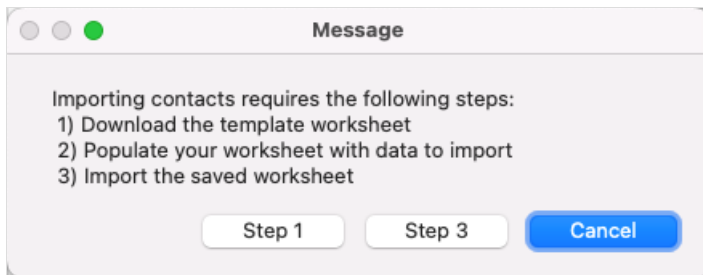 Message
Importing contacts requires the following steps:
1) Download the template worksheet
2) Populate your worksheet with data to import
3) Import the saved worksheet
Step 1 Step 3 Cancel